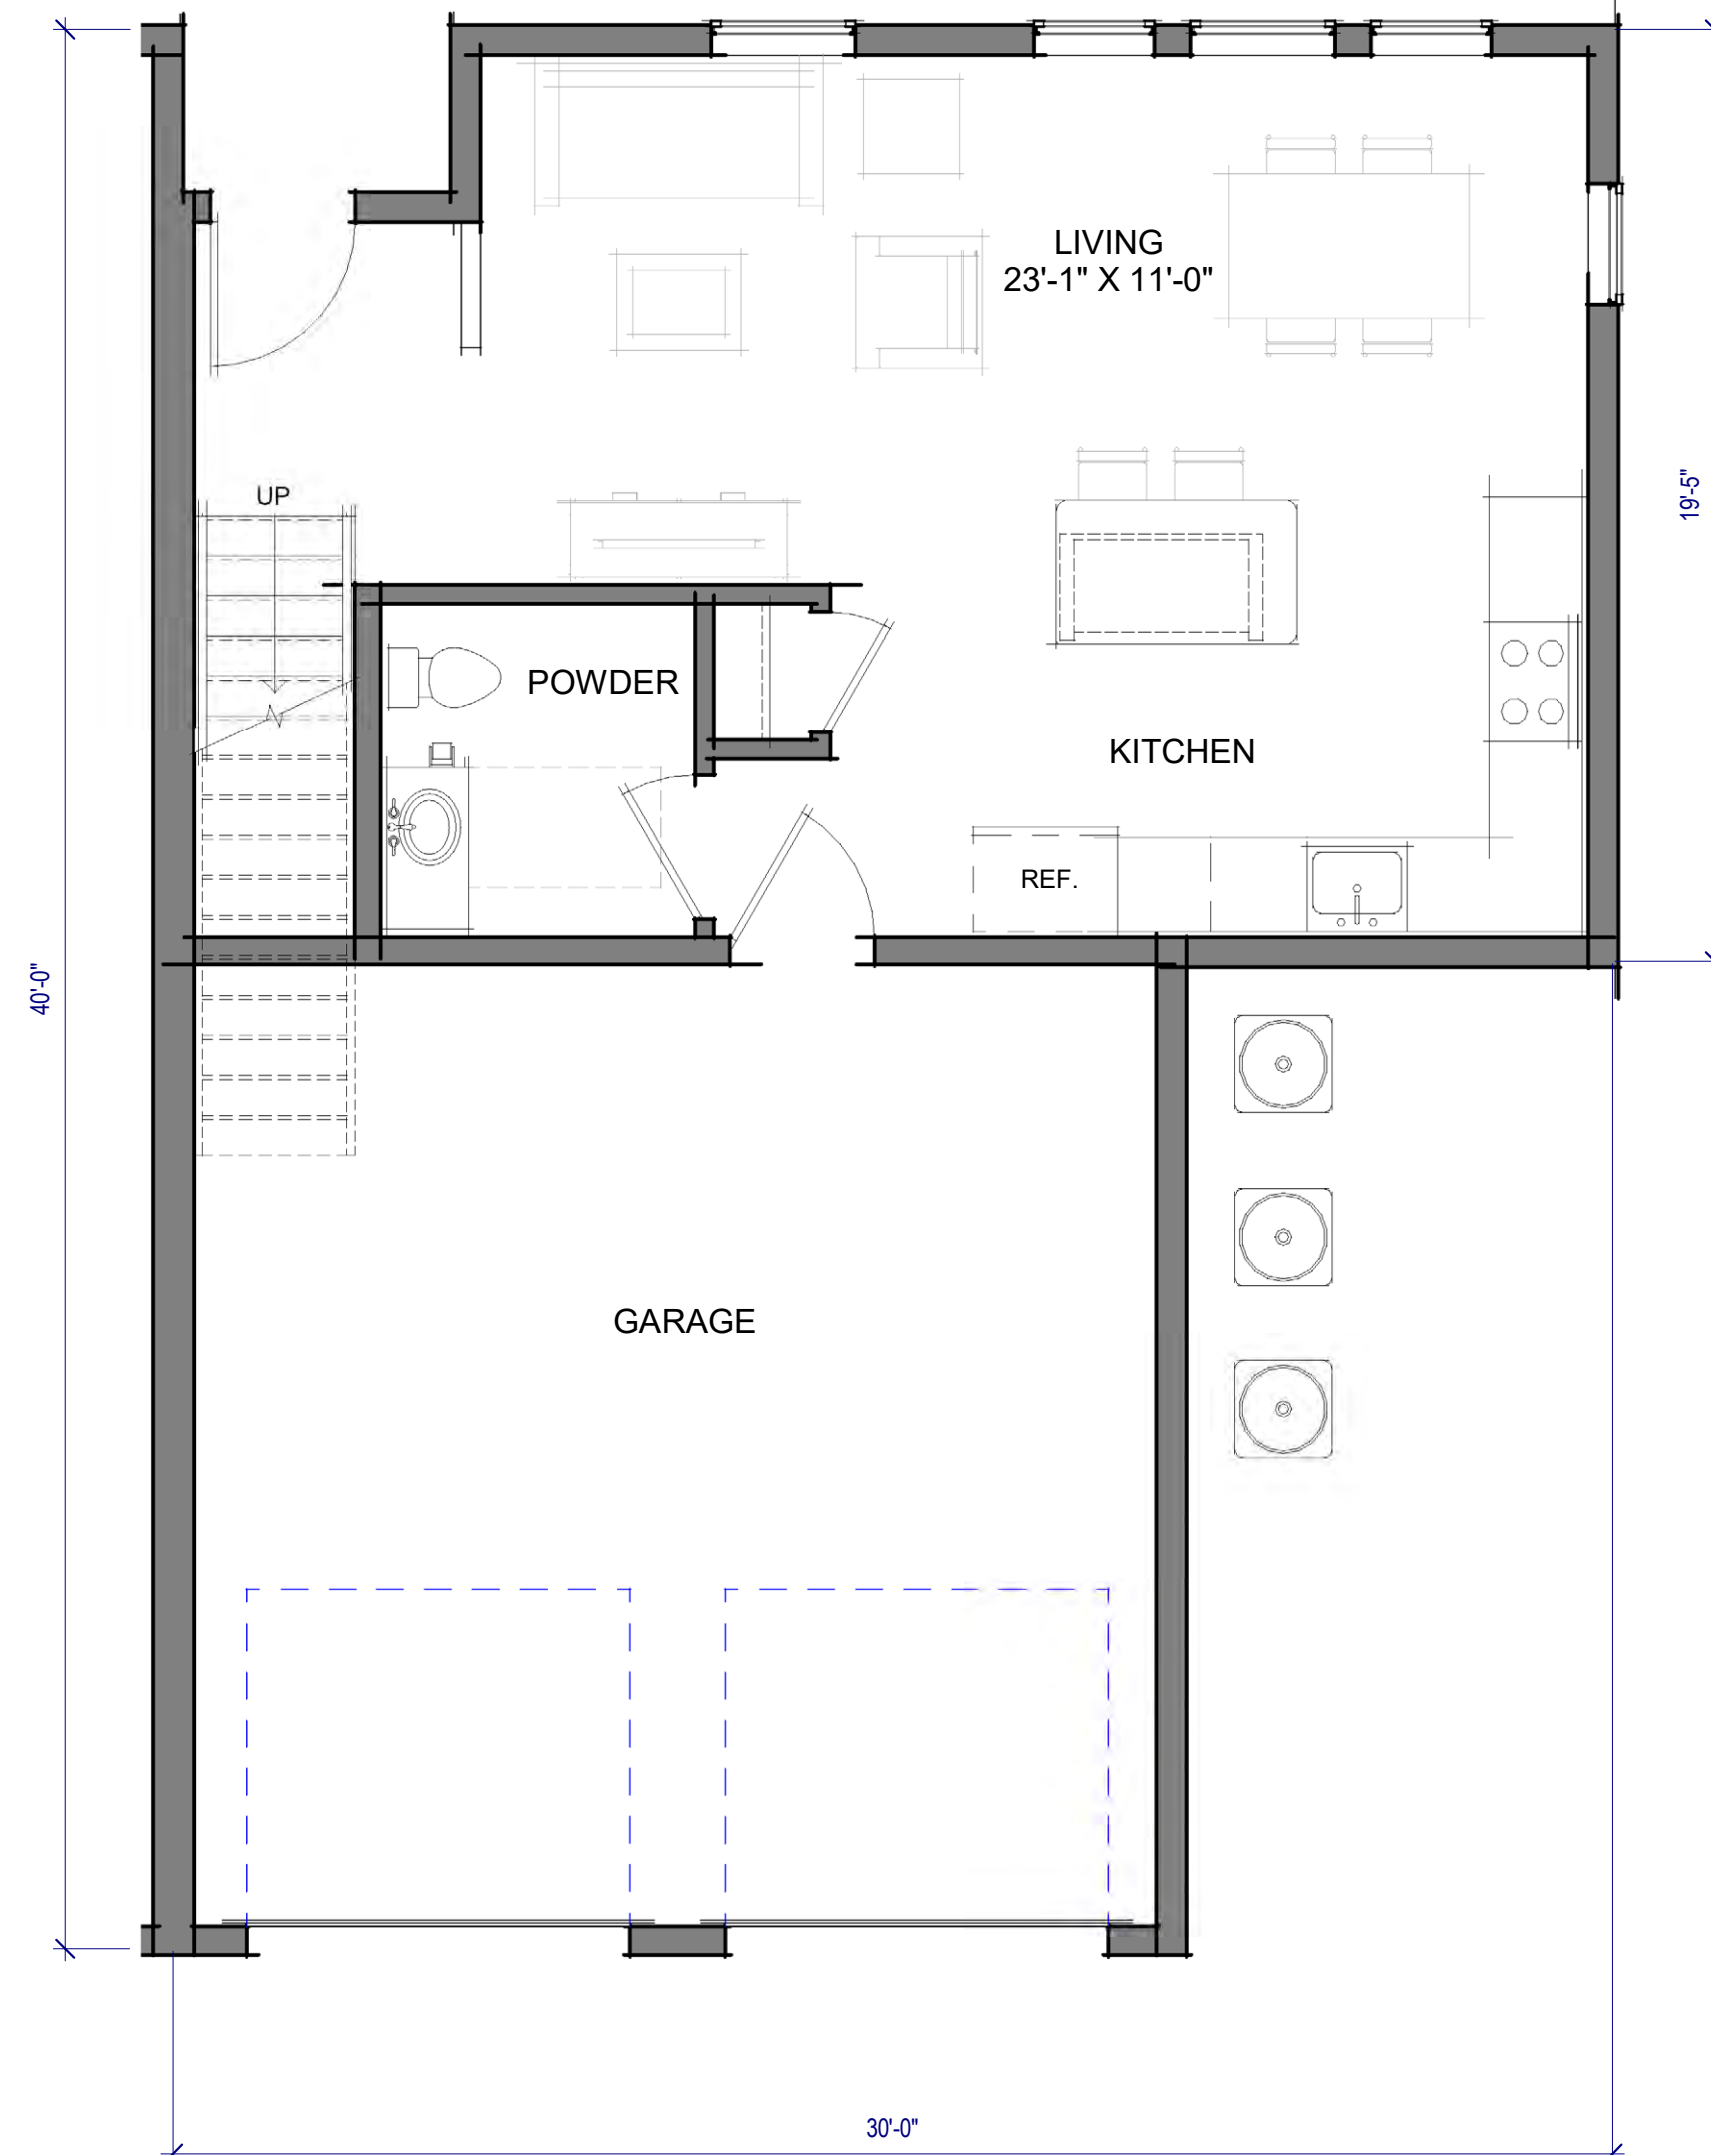 LIVING
23'-1" X 11'-0"
UP
19'-5"
POWDER
KITCHEN
REF.
40'-0"
GARAGE
30'-0"